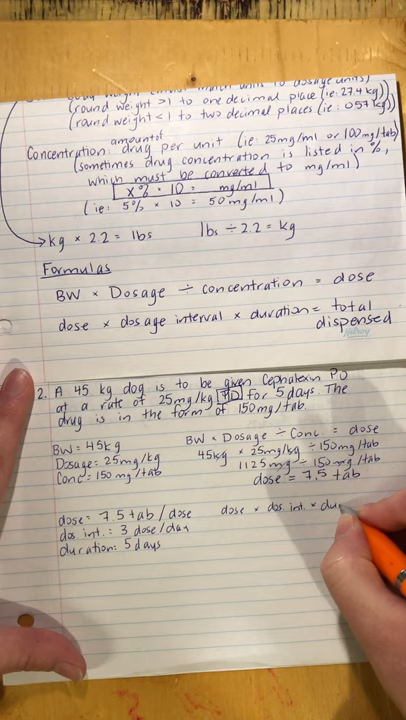 (round weight >1 to one decimal place (ie: 27.4 kg))
(round weight <1 to two decimal places (ie: 0.57 kg))
amount of
Concentration: drug per unit (ie: 25mg/ml or 100mg/tab)
(sometimes drug concentration is listed in %,
which must be converted to mg/ml)
X% × 10 = mg/ml
(ie: 5% × 10 = 50mg/ml)
kg × 2.2 = lbs lbs ÷ 2.2 = kg
Formulas
BW × Dosage ÷ concentration = dose
dose × dosage interval × duration = total
dispensed
2. A 45 kg dog is to be given Cephalexin PO
at a rate of 25mg/kg TID for 5 days. The
drug is in the form of 150mg/tab.
BW = 45kg
Dosage = 25mg/kg
Conc = 150mg/tab
BW × Dosage ÷ Conc. = dose
45kg × 25mg/kg ÷ 150mg/tab
1125mg ÷ 150mg/tab
dose = 7.5 tab
dose = 7.5 tab / dose
dos. int.: 3 dose/day
duration: 5 days
dose × dos. int. × du